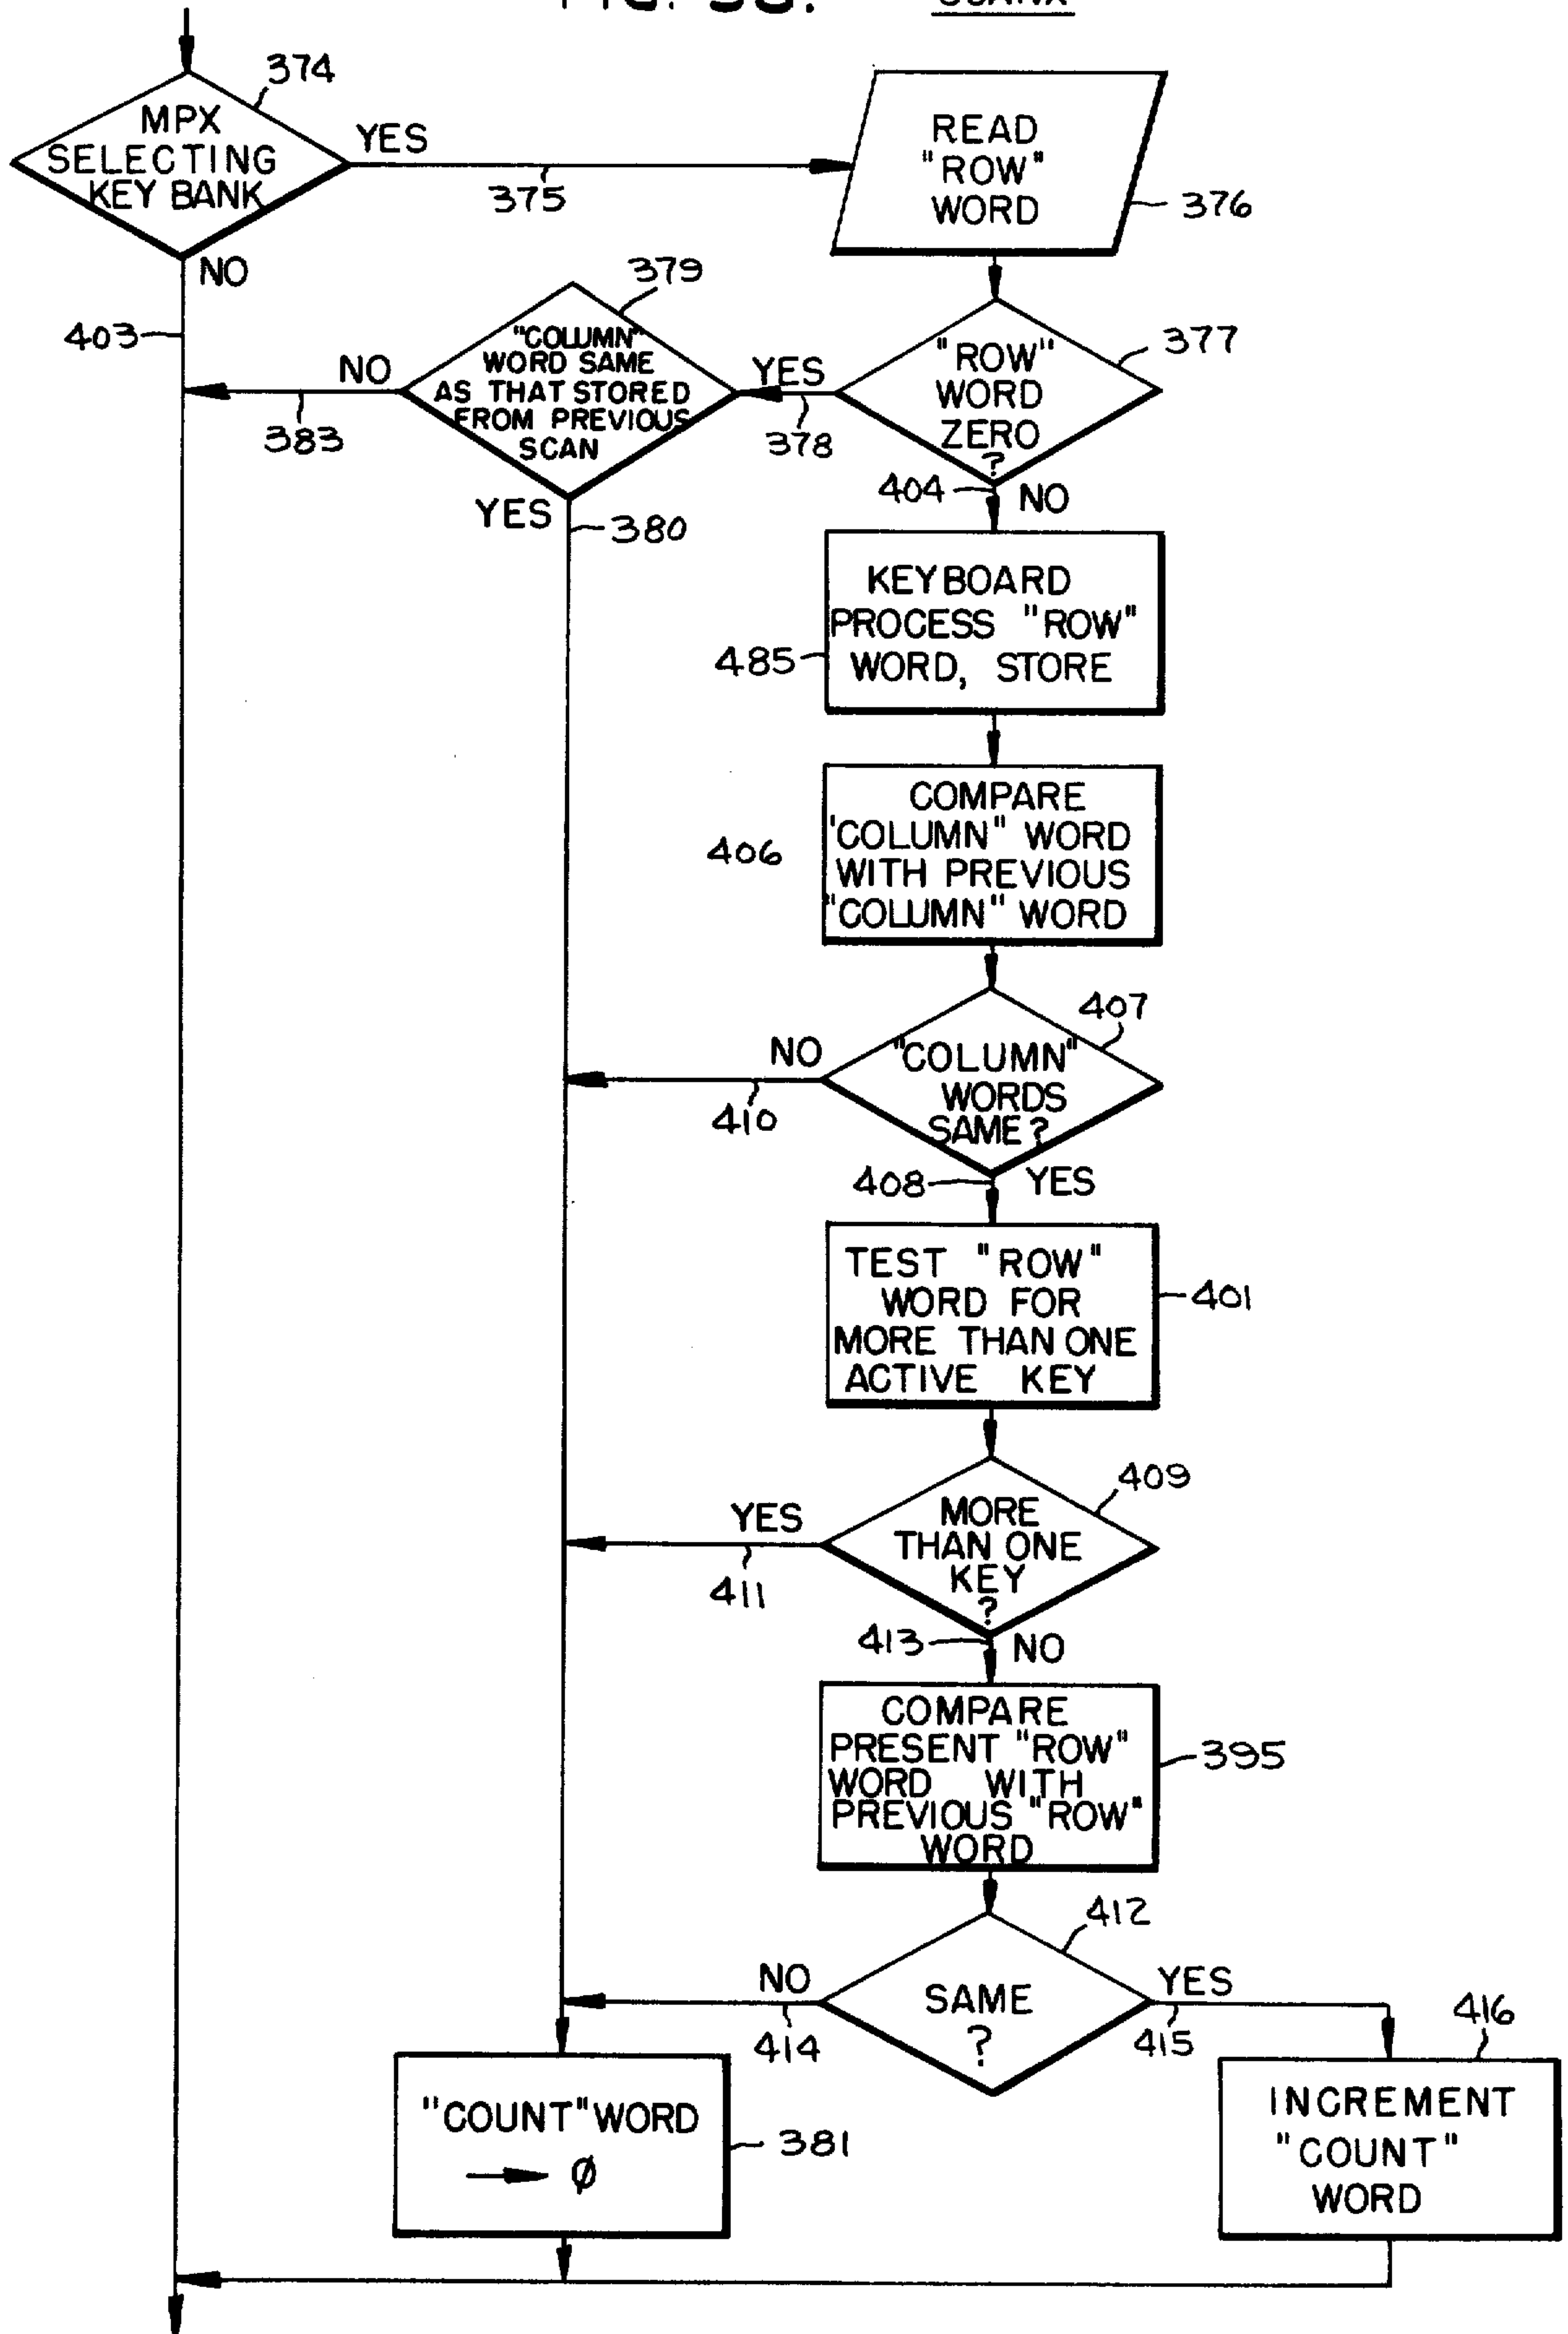 374
MPX
SELECTING
KEY BANK
YES
375
READ
"ROW"
WORD
376
NO
403
379
"COLUMN"
WORD SAME
AS THAT STORED
FROM PREVIOUS
SCAN
NO
383
YES
378
"ROW"
WORD
ZERO
?
377
404
NO
YES
380
KEYBOARD
PROCESS "ROW"
WORD, STORE
485
COMPARE
'COLUMN" WORD
WITH PREVIOUS
"COLUMN" WORD
406
407
NO
410
"COLUMN"
WORDS
SAME?
408
YES
TEST "ROW"
WORD FOR
MORE THAN ONE
ACTIVE KEY
401
409
YES
411
MORE
THAN ONE
KEY
?
413
NO
COMPARE
PRESENT "ROW"
WORD WITH
PREVIOUS "ROW"
WORD
395
412
NO
414
SAME
?
YES
415
416
"COUNT" WORD
→ Ø
381
INCREMENT
"COUNT"
WORD